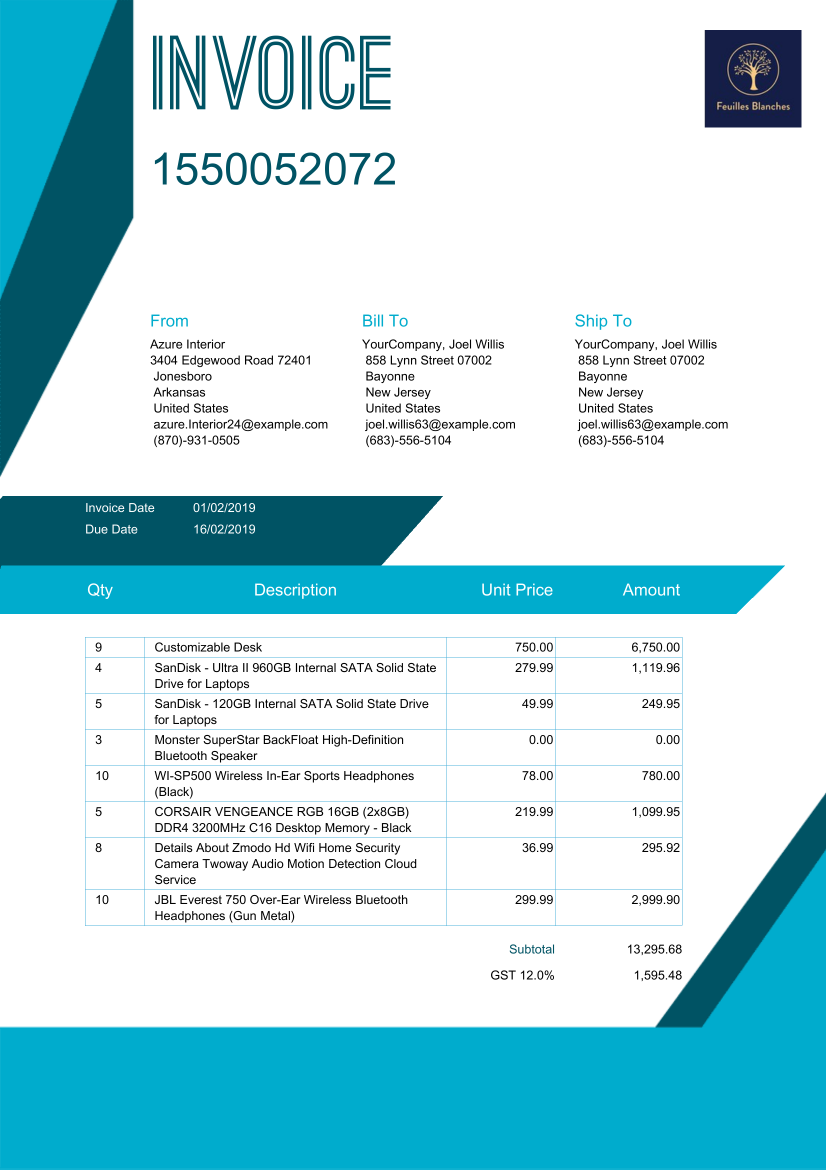 INVOICE
Feuilles Blanches
1550052072
From
Azure Interior
3404 Edgewood Road 72401
Jonesboro
Arkansas
United States
azure.Interior24@example.com
(870)-931-0505
Bill To
YourCompany, Joel Willis
858 Lynn Street 07002
Bayonne
New Jersey
United States
joel.willis63@example.com
(683)-556-5104
Ship To
YourCompany, Joel Willis
858 Lynn Street 07002
Bayonne
New Jersey
United States
joel.willis63@example.com
(683)-556-5104
Invoice Date 01/02/2019
Due Date 16/02/2019
Qty Description Unit Price Amount
9 Customizable Desk 750.00 6,750.00
4 SanDisk - Ultra II 960GB Internal SATA Solid State 279.99 1,119.96
Drive for Laptops
5 SanDisk - 120GB Internal SATA Solid State Drive 49.99 249.95
for Laptops
3 Monster SuperStar BackFloat High-Definition 0.00 0.00
Bluetooth Speaker
10 WI-SP500 Wireless In-Ear Sports Headphones 78.00 780.00
(Black)
5 CORSAIR VENGEANCE RGB 16GB (2x8GB) 219.99 1,099.95
DDR4 3200MHz C16 Desktop Memory - Black
8 Details About Zmodo Hd Wifi Home Security 36.99 295.92
Camera Twoway Audio Motion Detection Cloud
Service
10 JBL Everest 750 Over-Ear Wireless Bluetooth 299.99 2,999.90
Headphones (Gun Metal)
Subtotal 13,295.68
GST 12.0% 1,595.48